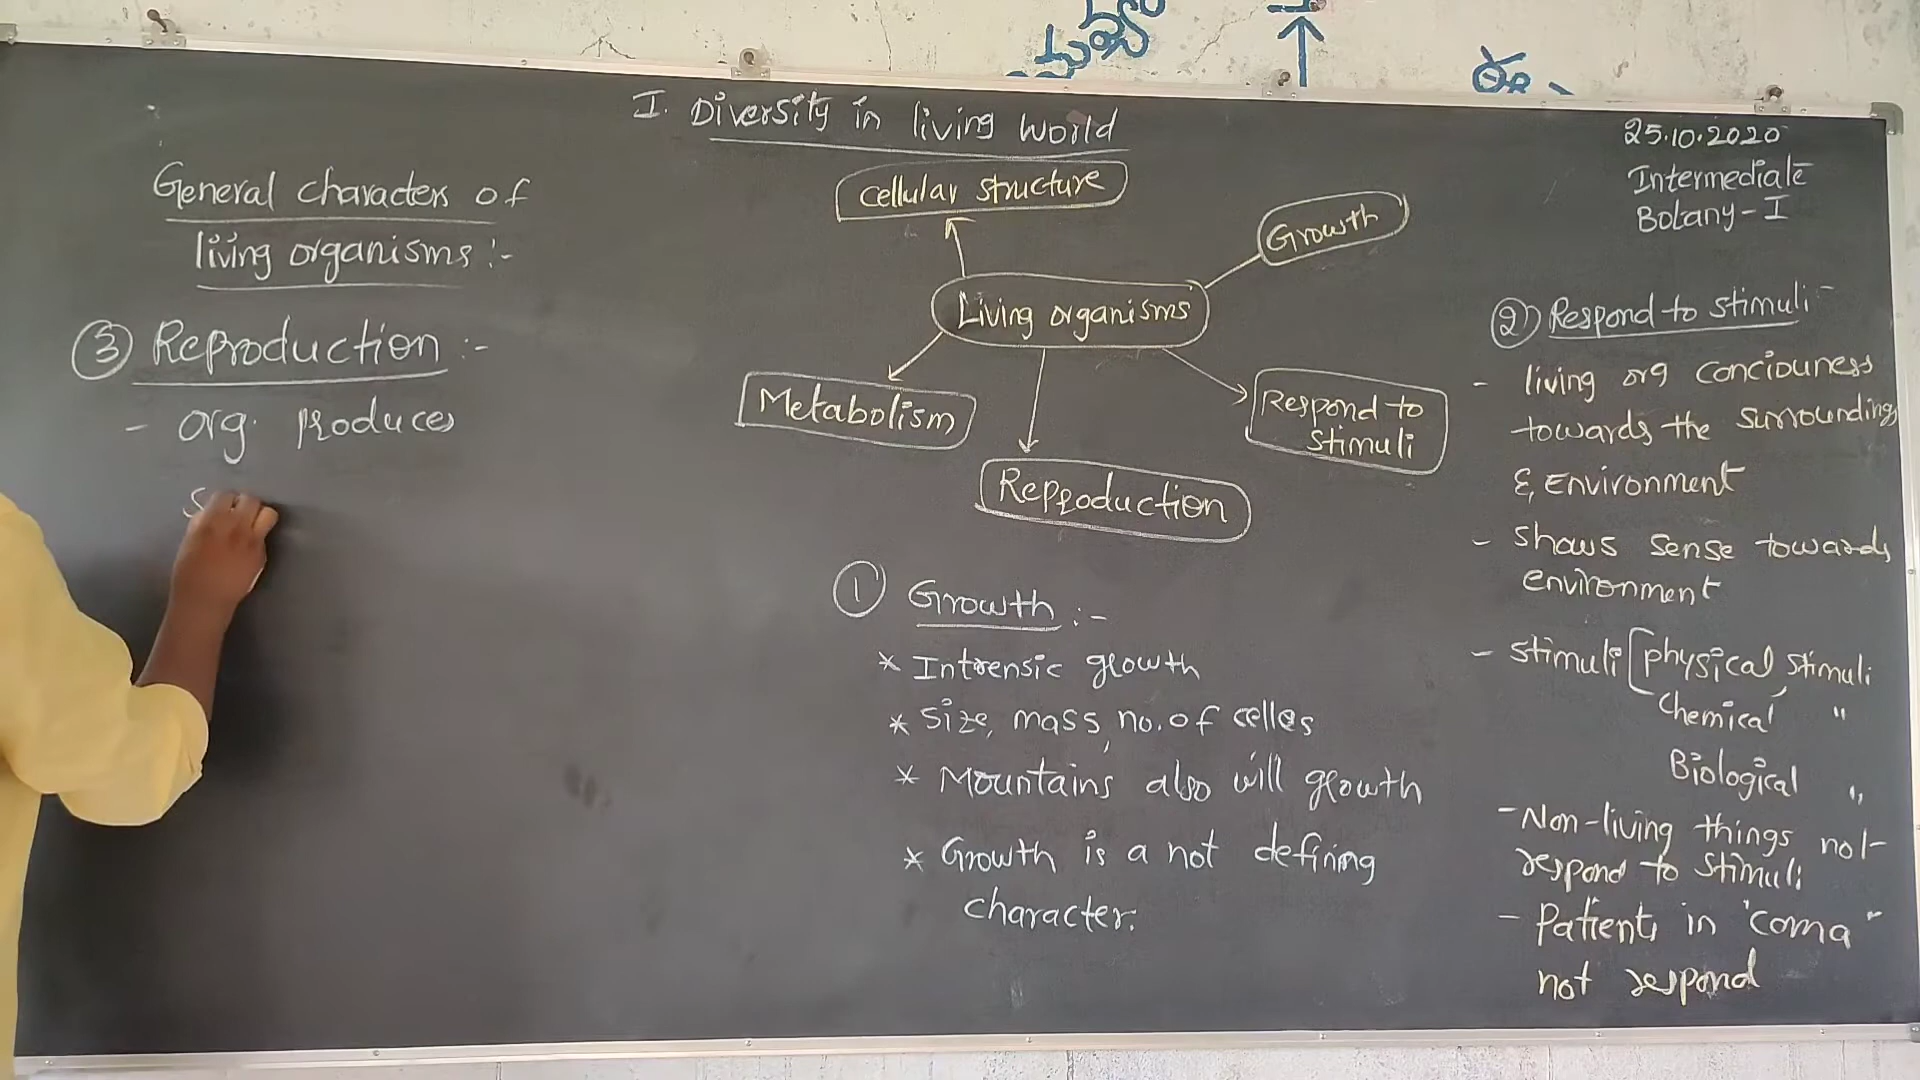 I. Diversity in living world
25.10.2020
Intermediate
Botany - I
General characters of
living organisms :-
③ Reproduction :-
- org. produces
S
Cellular structure
Growth
Living organisms
Metabolism
Respond to
stimuli
Reproduction
① Growth :-
* Intrensic growth
* Size, mass, no. of celles
* Mountains also will growth
* Growth is a not defining
character.
② Respond to stimuli
- living org conciouness
towards the surroundings
& Environment
- shows sense towards
environment
- stimuli [physical stimuli
Chemical "
Biological "
- Non-living things not-
respond to stimuli
- Patients in "coma"
not respond